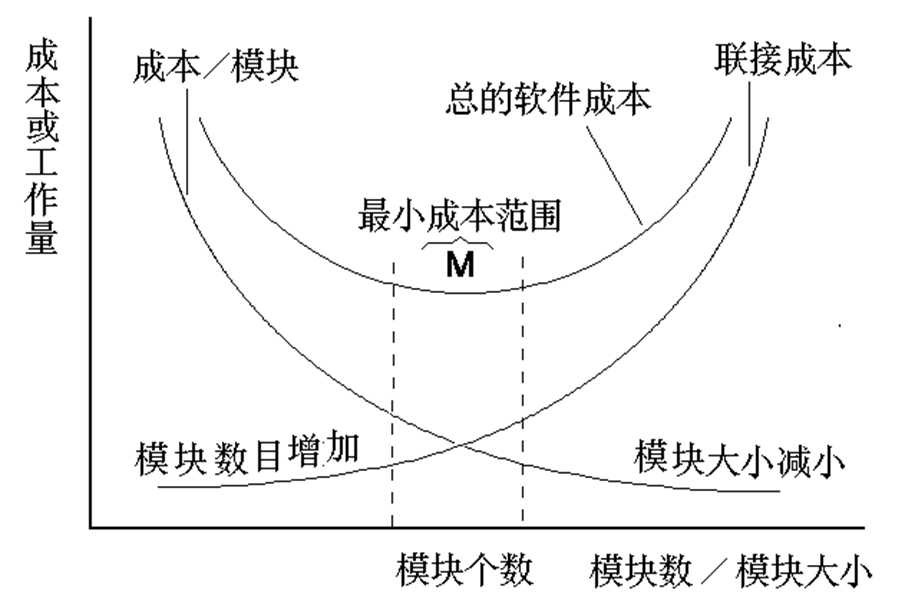 成本或工作量
成本／模块
联接成本
总的软件成本
最小成本范围
M
模块数目增加
模块大小减小
模块个数
模块数／模块大小